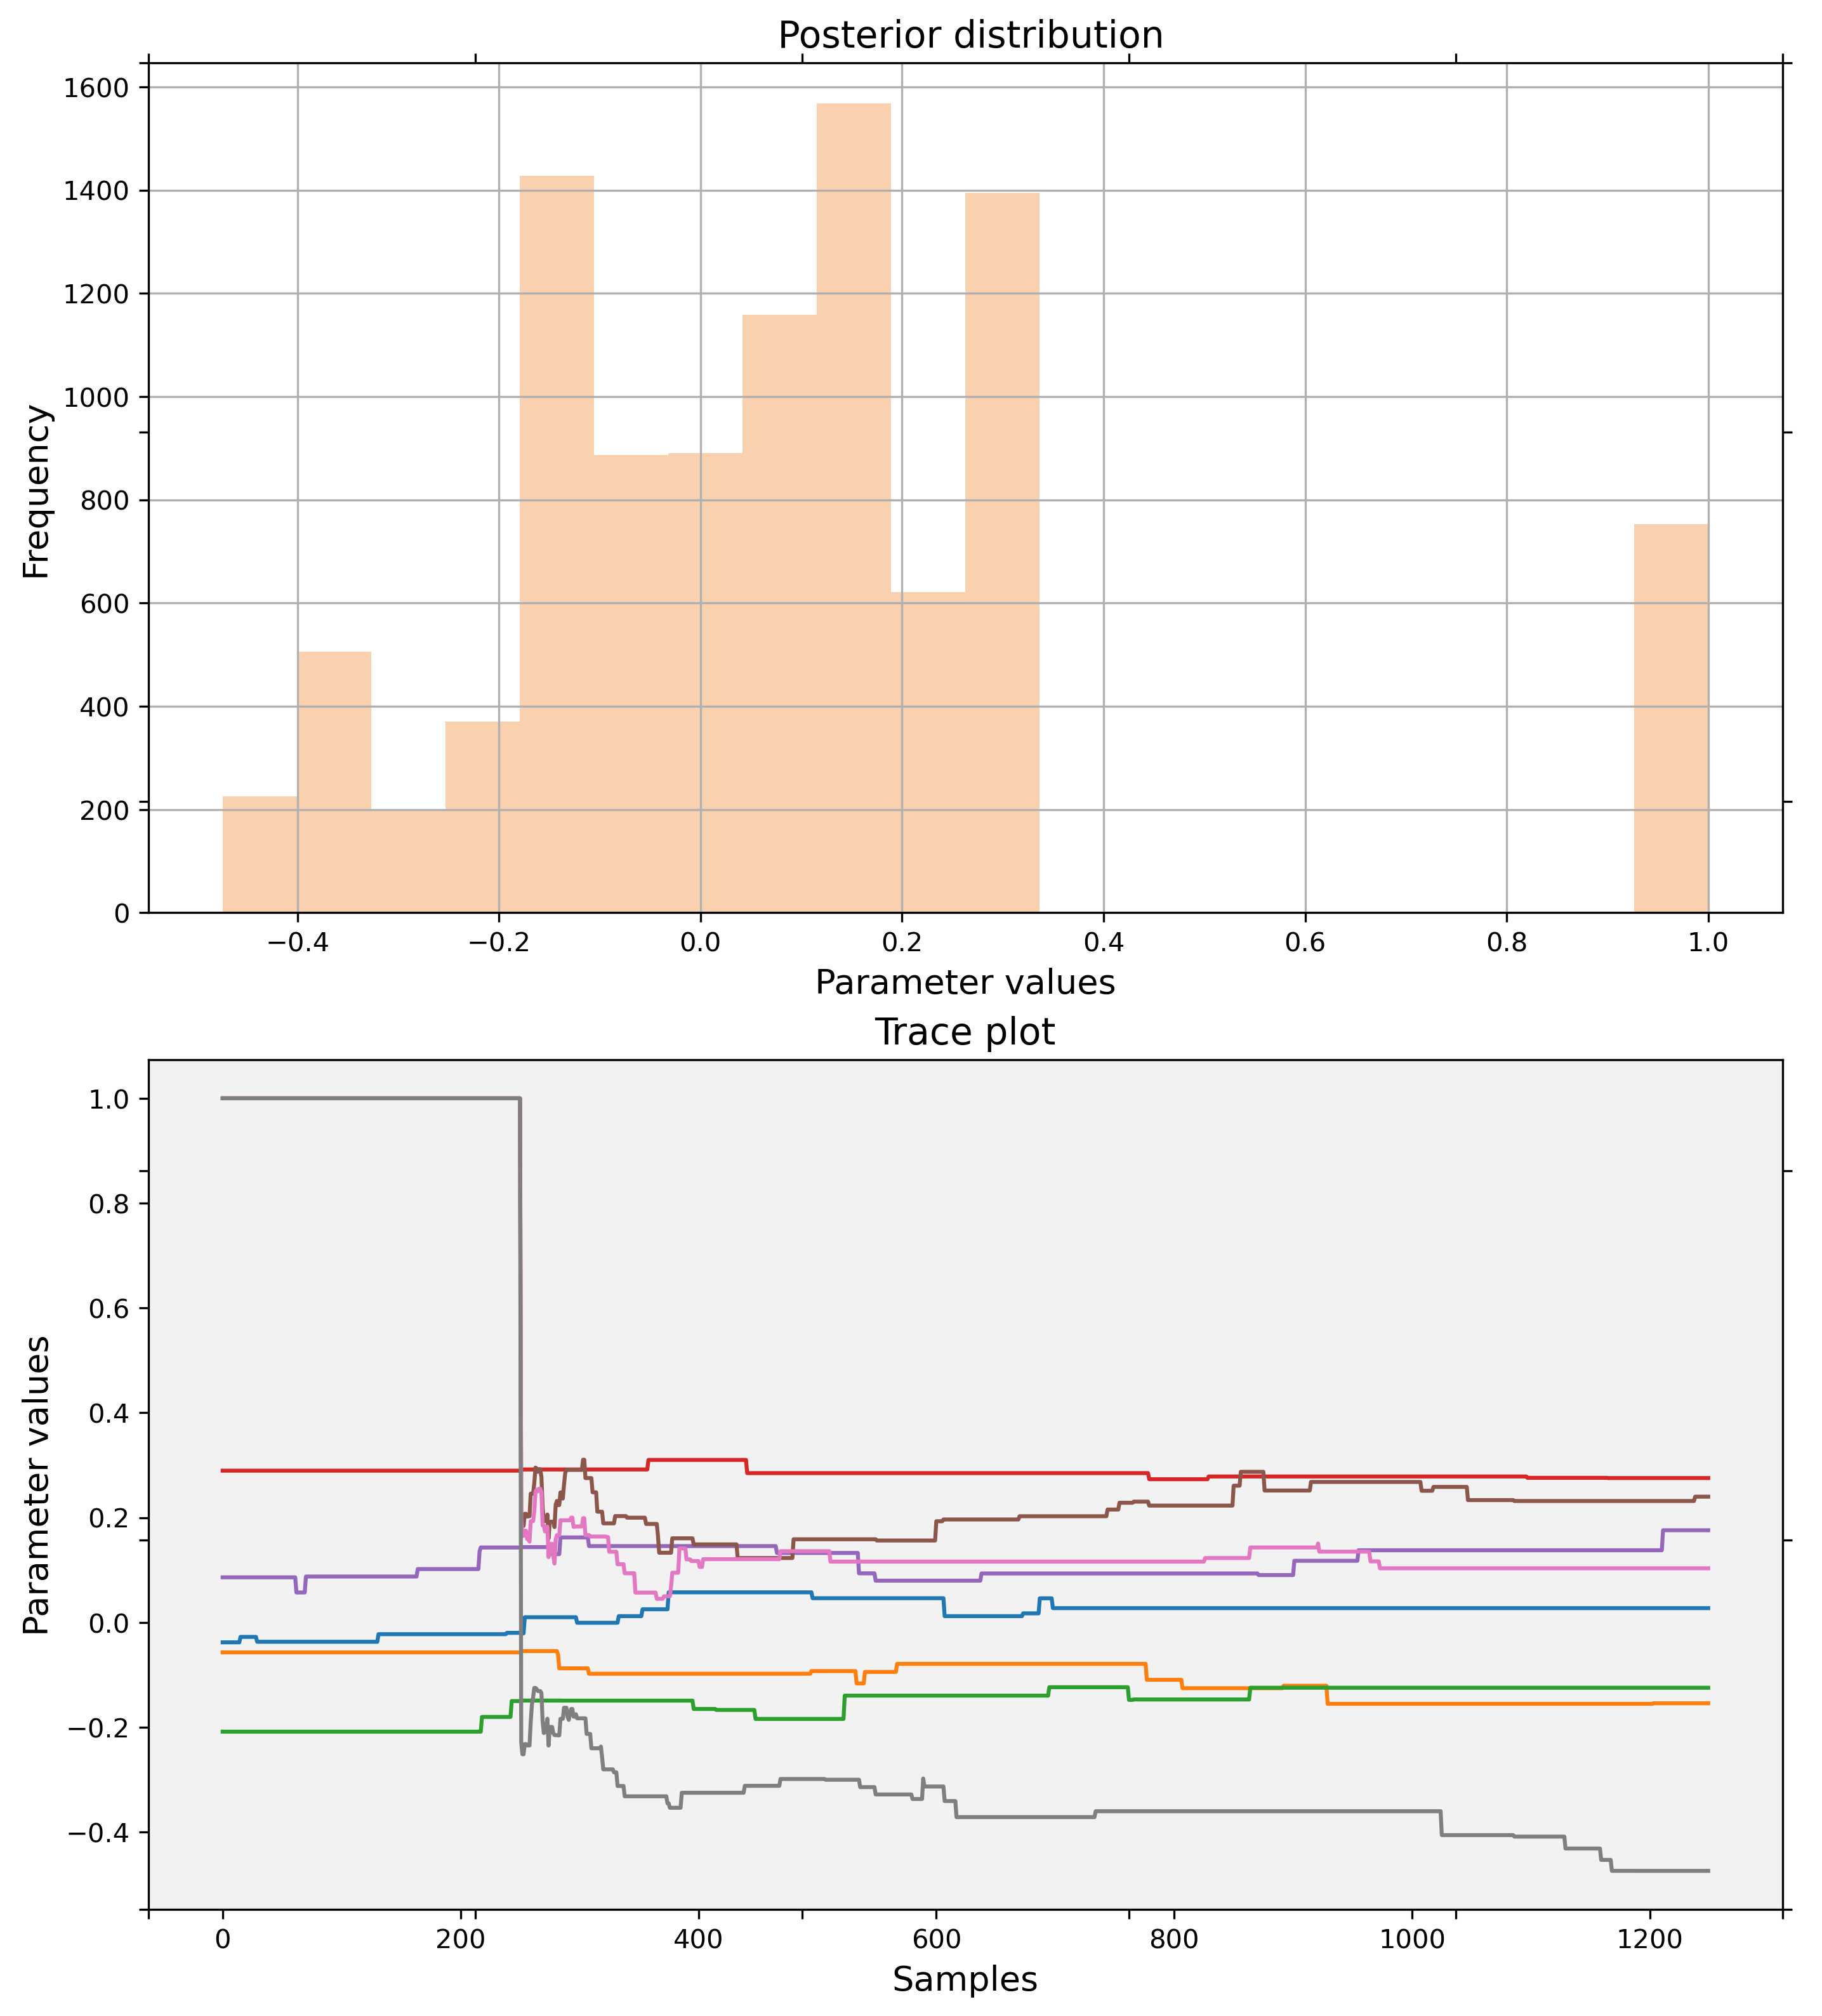 Posterior distribution
1600
1400
1200
1000
800
600
400
200
0
Frequency
−0.4 −0.2 0.0 0.2 0.4 0.6 0.8 1.0
Parameter values
Trace plot
1.0
0.8
0.6
0.4
0.2
0.0
−0.2
−0.4
Parameter values
0 200 400 600 800 1000 1200
Samples